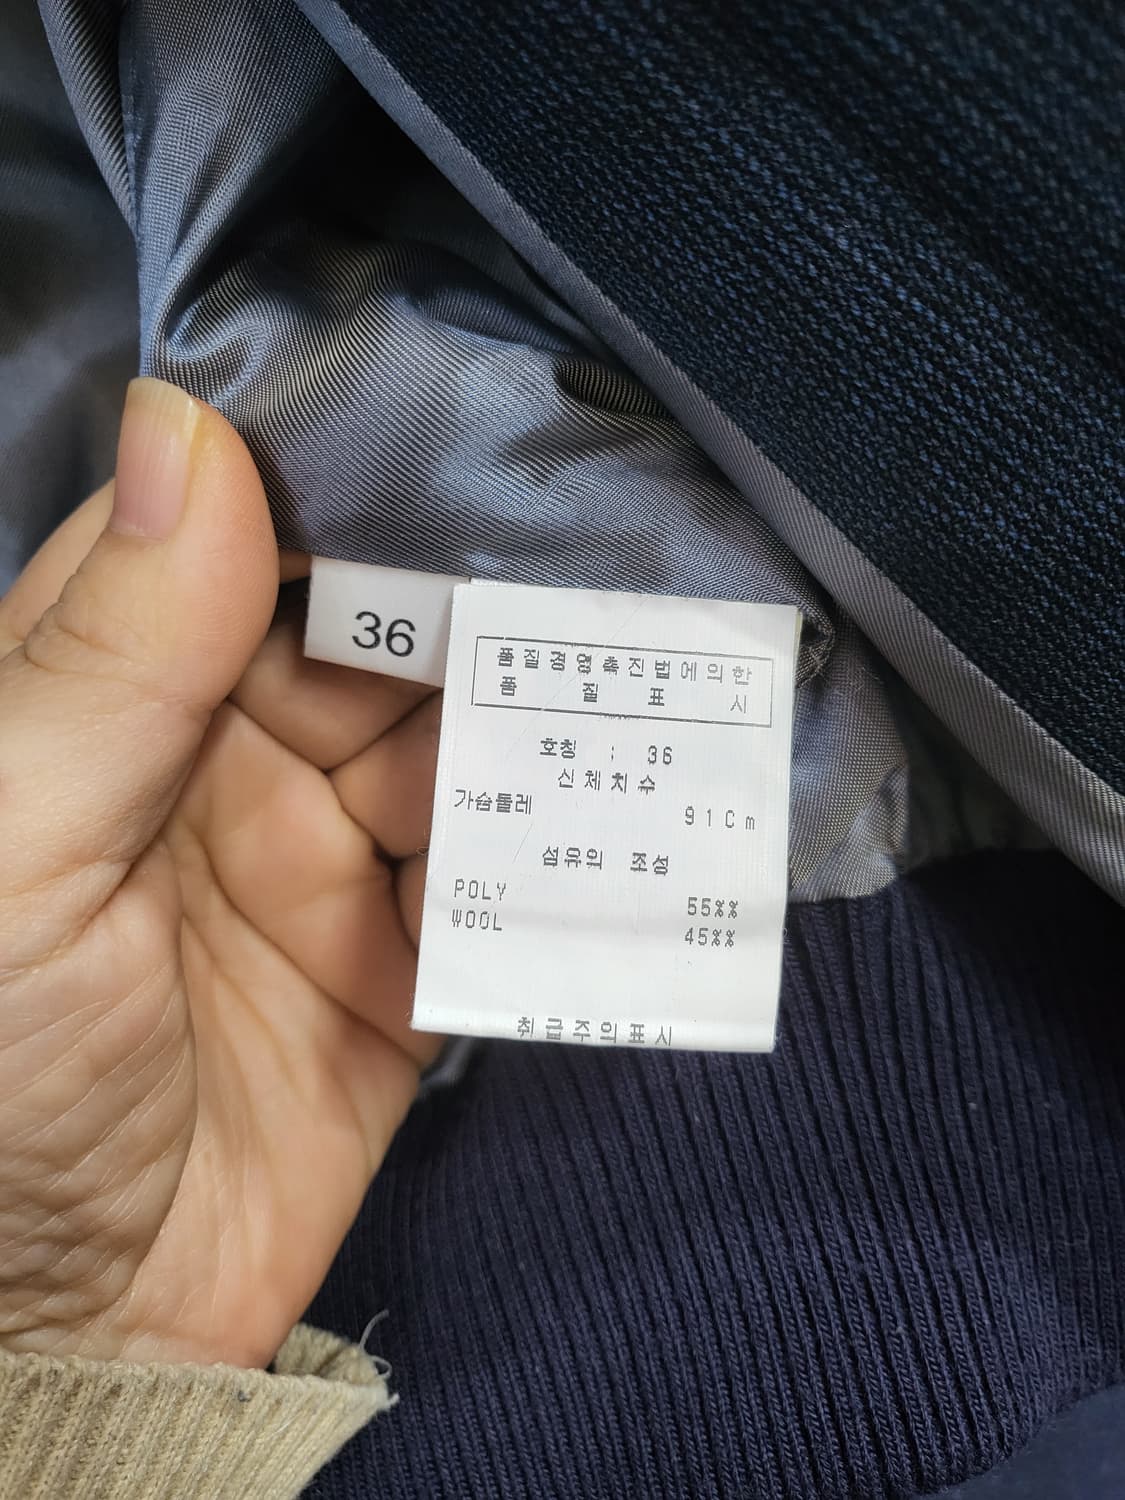 36
품질경영촉진법에의한
품 질 표 시
호칭 : 36
신체치수
가슴둘레 91Cm
섬유의 조성
POLY 55%%
WOOL 45%%
취급주의표시